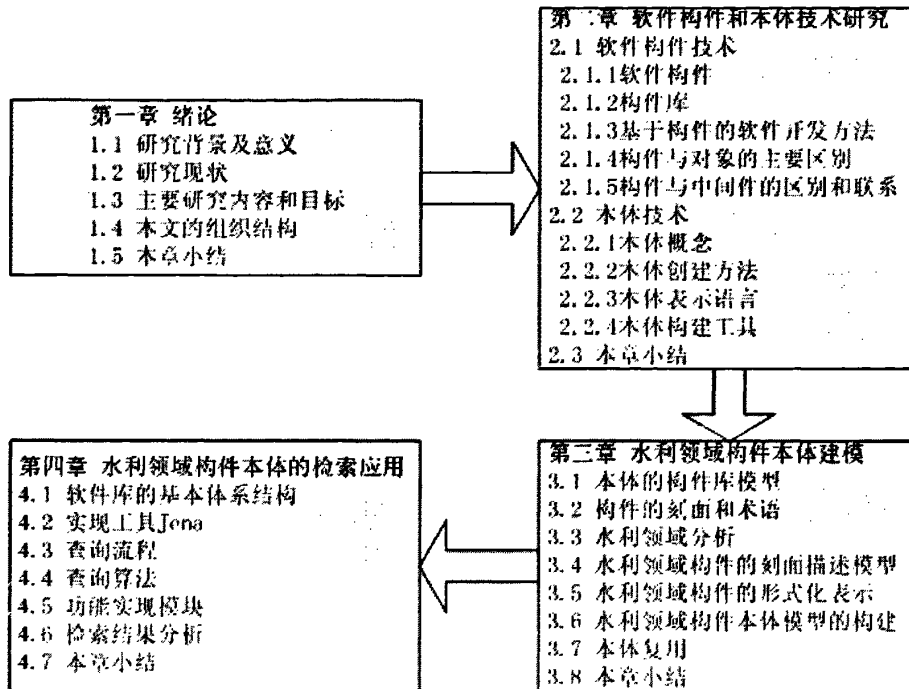 第一章 绪论
1.1 研究背景及意义
1.2 研究现状
1.3 主要研究内容和目标
1.4 本文的组织结构
1.5 本章小结
第二章 软件构件和本体技术研究
2.1 软件构件技术
2.1.1软件构件
2.1.2构件库
2.1.3基于构件的软件开发方法
2.1.4构件与对象的主要区别
2.1.5构件与中间件的区别和联系
2.2 本体技术
2.2.1本体概念
2.2.2本体创建方法
2.2.3本体表示语言
2.2.4本体构建工具
2.3 本章小结
第三章 水利领域构件本体建模
3.1 本体的构件库模型
3.2 构件的刻面和术语
3.3 水利领域分析
3.4 水利领域构件的刻面描述模型
3.5 水利领域构件的形式化表示
3.6 水利领域构件本体模型的构建
3.7 本体复用
3.8 本章小结
第四章 水利领域构件本体的检索应用
4.1 软件库的基本体系结构
4.2 实现工具Jena
4.3 查询流程
4.4 查询算法
4.5 功能实现模块
4.6 检索结果分析
4.7 本章小结